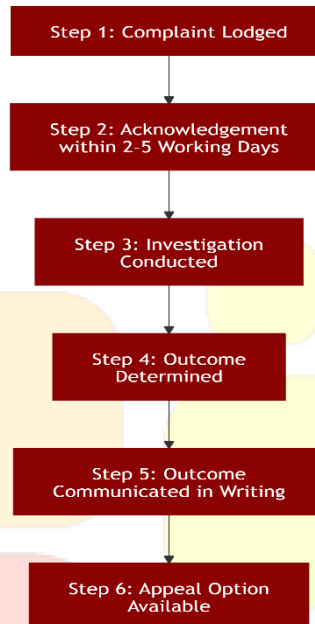 Step 1: Complaint Lodged
Step 2: Acknowledgement
within 2-5 Working Days
Step 3: Investigation
Conducted
Step 4: Outcome
Determined
Step 5: Outcome
Communicated in Writing
Step 6: Appeal Option
Available